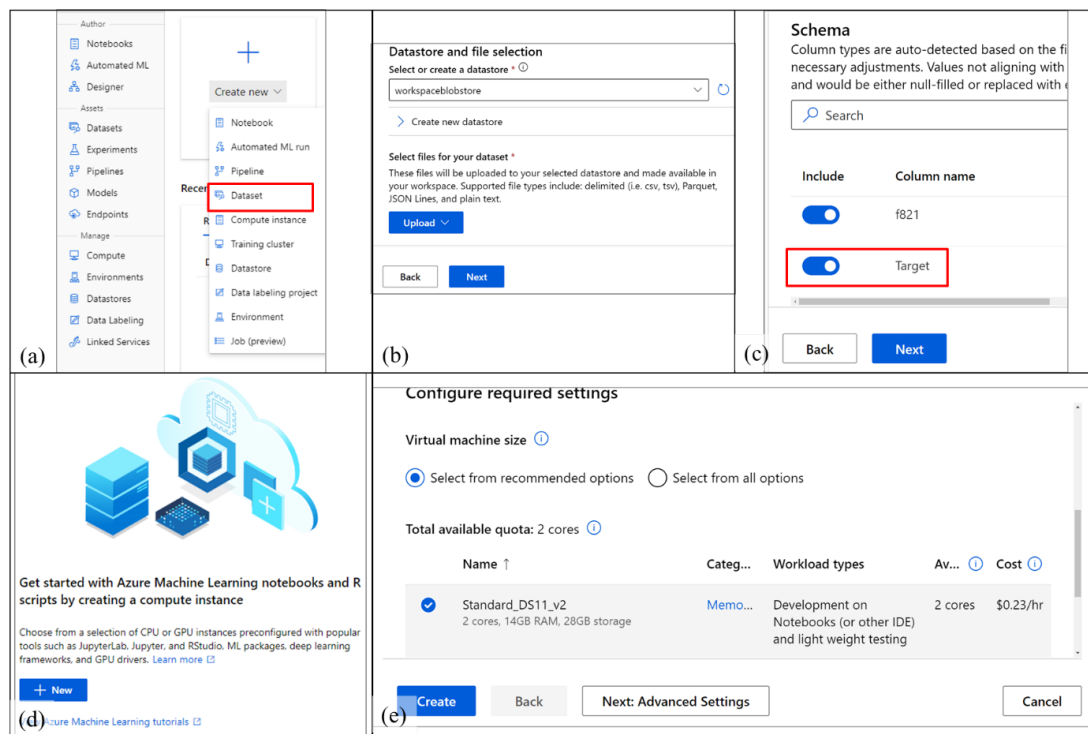 Author
Notebooks
Automated ML
Designer
Assets
Datasets
Experiments
Pipelines
Models
Endpoints
Manage
Compute
Environments
Datastores
Data Labeling
Linked Services
Create new
Notebook
Automated ML run
Pipeline
Dataset
Compute instance
Training cluster
Datastore
Data labeling project
Environment
Job (preview)
Recen
R
(a)
Datastore and file selection
Select or create a datastore *
workspaceblobstore
Create new datastore
Select files for your dataset *
These files will be uploaded to your selected datastore and made available in
your workspace. Supported file types include: delimited (i.e. csv, tsv), Parquet,
JSON Lines, and plain text.
Upload
Back Next
(b)
Schema
Column types are auto-detected based on the fi
necessary adjustments. Values not aligning with
and would be either null-filled or replaced with e
Search
Include Column name
f821
Target
Back Next
(c)
Get started with Azure Machine Learning notebooks and R
scripts by creating a compute instance
Choose from a selection of CPU or GPU instances preconfigured with popular
tools such as JupyterLab, Jupyter, and RStudio, ML packages, deep learning
frameworks, and GPU drivers. Learn more
+ New
(d) Azure Machine Learning tutorials
Configure required settings
Virtual machine size
Select from recommended options Select from all options
Total available quota: 2 cores
Name ↑ Categ... Workload types Av... Cost
Standard_DS11_v2 Memo... Development on 2 cores $0.23/hr
2 cores, 14GB RAM, 28GB storage Notebooks (or other IDE)
and light weight testing
Create Back Next: Advanced Settings Cancel
(e)